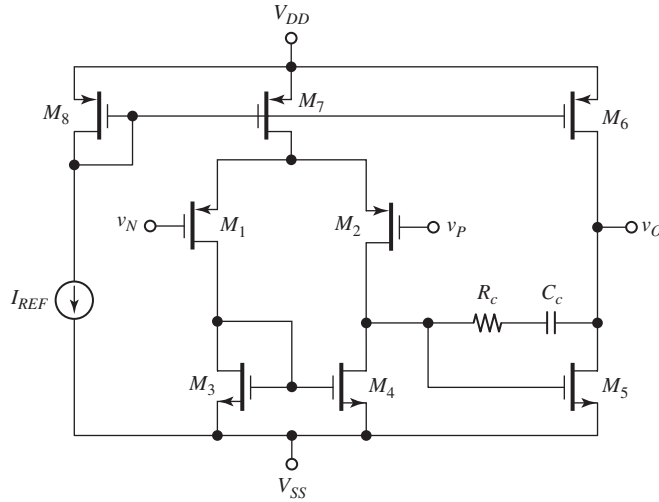 V_DD
M_8
M_7
M_6
v_N
M_1
M_2
v_P
v_O
I_REF
R_c
C_c
M_3
M_4
M_5
V_SS